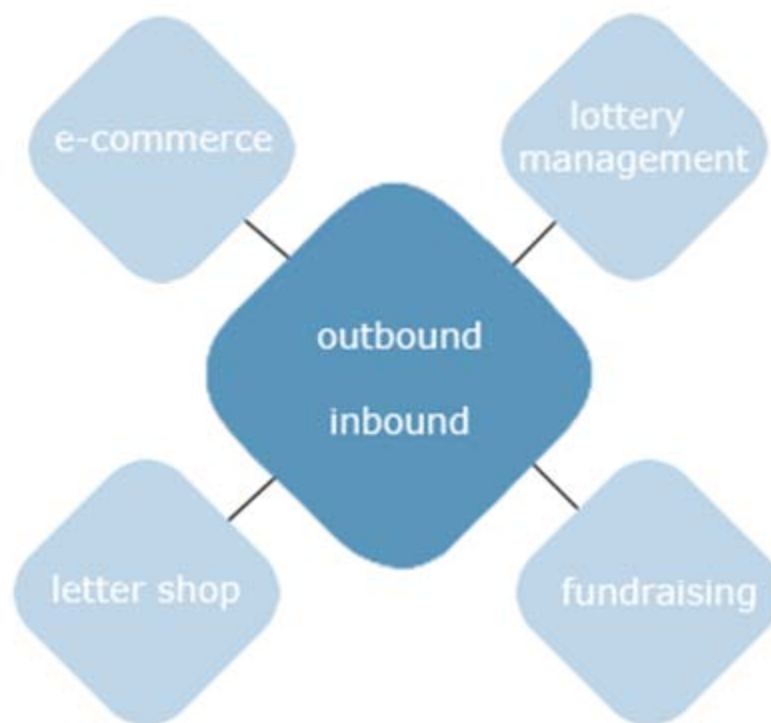 e-commerce
lottery
management
outbound
inbound
letter shop
fundraising